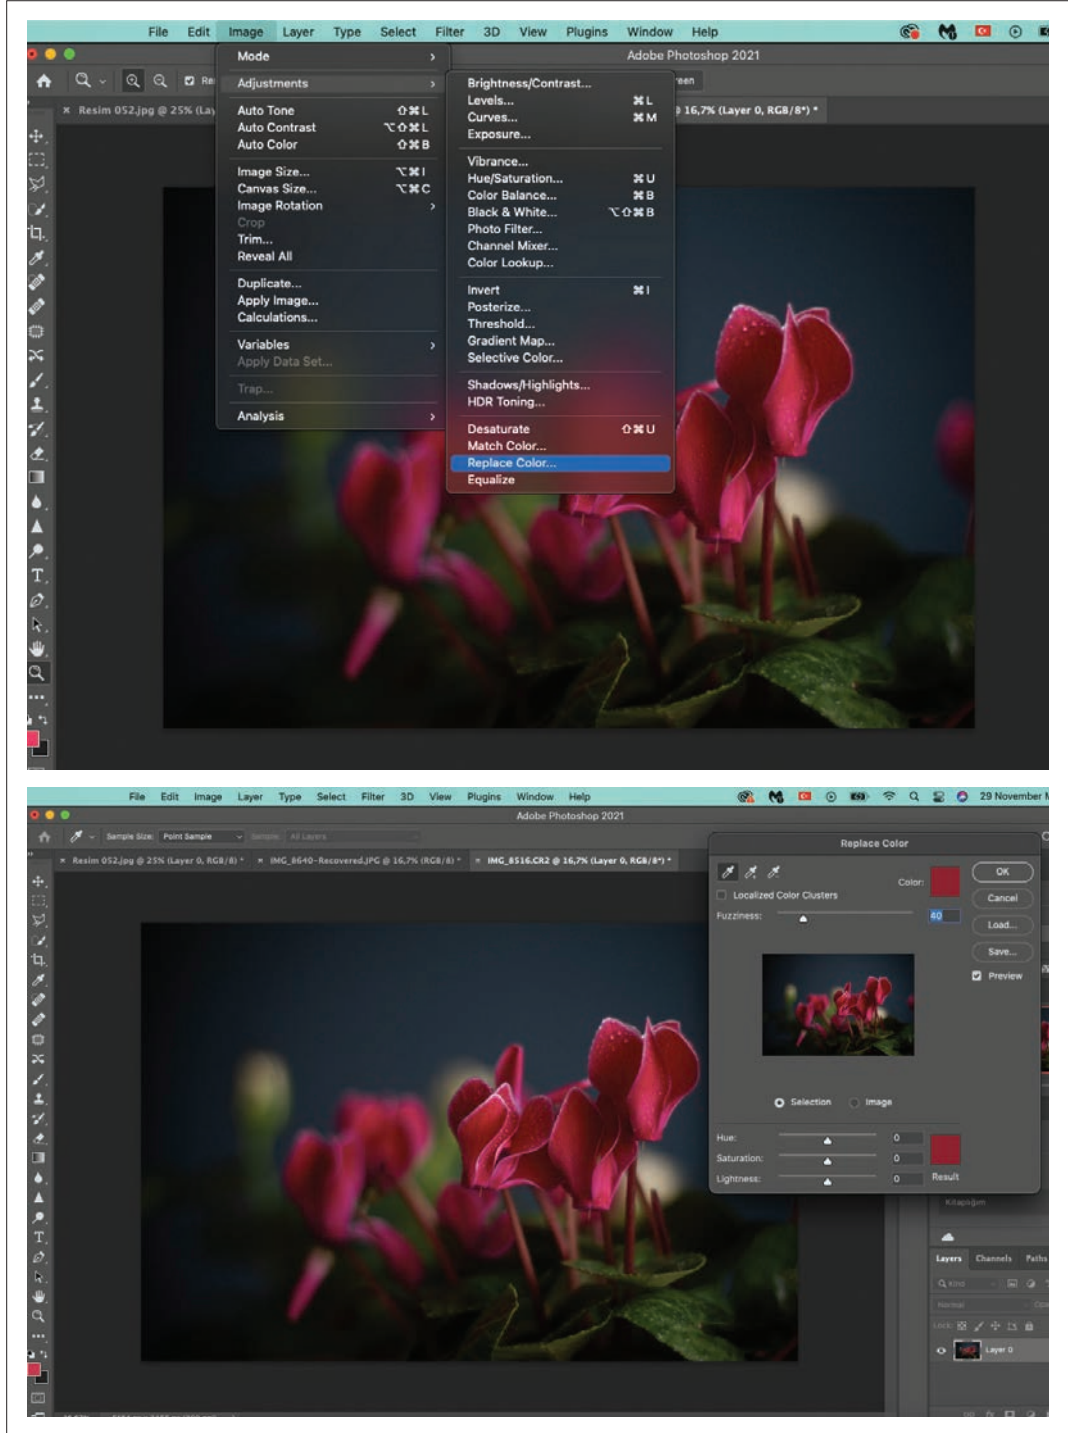 File Edit Image Layer Type Select Filter 3D View Plugins Window Help
Adobe Photoshop 2021
Mode
Adjustments
Auto Tone ⇧⌘L
Auto Contrast ⌥⇧⌘L
Auto Color ⇧⌘B
Image Size... ⌥⌘I
Canvas Size... ⌥⌘C
Image Rotation
Crop
Trim...
Reveal All
Duplicate...
Apply Image...
Calculations...
Variables
Apply Data Set...
Trap...
Analysis
Brightness/Contrast...
Levels... ⌘L
Curves... ⌘M
Exposure...
Vibrance...
Hue/Saturation... ⌘U
Color Balance... ⌘B
Black & White... ⌥⇧⌘B
Photo Filter...
Channel Mixer...
Color Lookup...
Invert ⌘I
Posterize...
Threshold...
Gradient Map...
Selective Color...
Shadows/Highlights...
HDR Toning...
Desaturate ⇧⌘U
Match Color...
Replace Color...
Equalize
× Resim 052.jpg @ 25% (Lay
@ 16,7% (Layer 0, RGB/8*) *
File Edit Image Layer Type Select Filter 3D View Plugins Window Help 29 November
Adobe Photoshop 2021
Sample Size: Point Sample Sample: All Layers
× Resim 052.jpg @ 25% (Layer 0, RGB/8) * × IMG_8640-Recovered.JPG @ 16,7% (RGB/8) * × IMG_8516.CR2 @ 16,7% (Layer 0, RGB/8*) *
Replace Color
Color:
Localized Color Clusters
Fuzziness: 40
OK
Cancel
Load...
Save...
Preview
Selection Image
Hue: 0
Saturation: 0
Lightness: 0
Result
Kitaplığım
Layers Channels Paths
Normal
Lock:
Layer 0